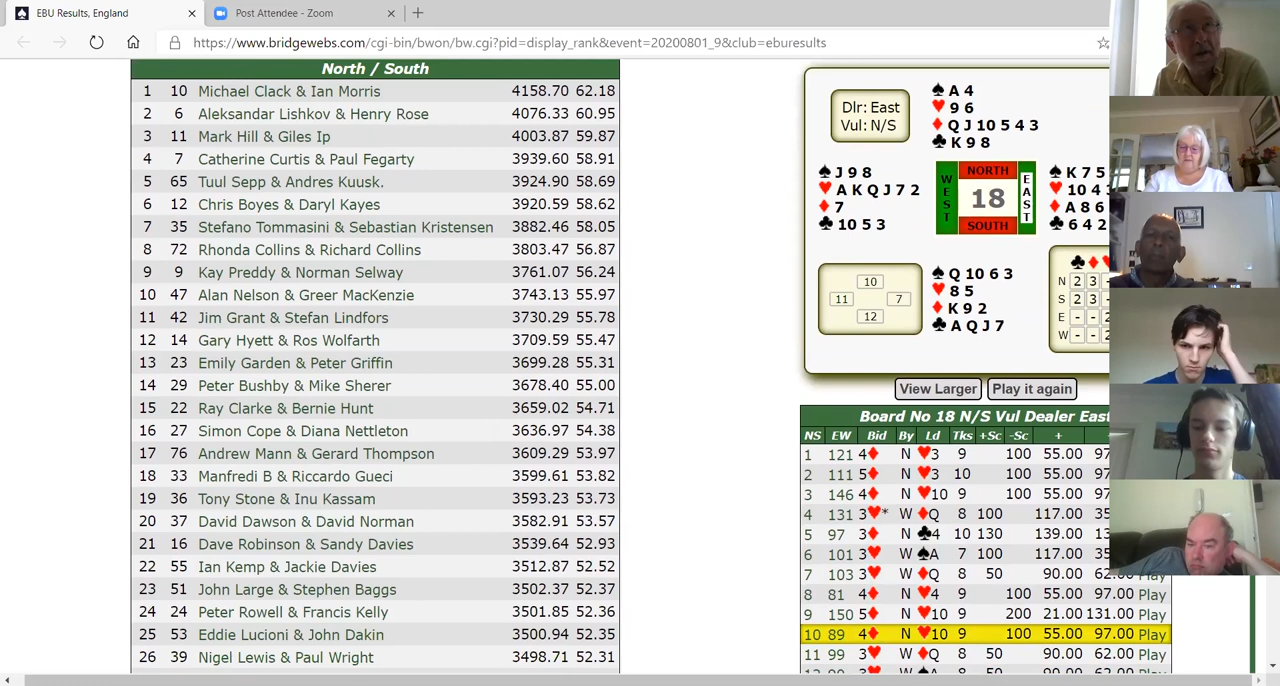 EBU Results, England
Post Attendee - Zoom
https://www.bridgewebs.com/cgi-bin/bwon/bw.cgi?pid=display_rank&event=20200801_9&club=eburesults
North / South
1 10 Michael Clack & Ian Morris 4158.70 62.18
2 6 Aleksandar Lishkov & Henry Rose 4076.33 60.95
3 11 Mark Hill & Giles Ip 4003.87 59.87
4 7 Catherine Curtis & Paul Fegarty 3939.60 58.91
5 65 Tuul Sepp & Andres Kuusk. 3924.90 58.69
6 12 Chris Doyes & Daryl Kayes 3920.59 58.62
7 35 Stefano Tommasini & Sebastian Kristensen 3882.46 58.05
8 72 Rhonda Collins & Richard Collins 3803.47 56.87
9 9 Kay Preddy & Norman Selway 3761.07 56.24
10 47 Alan Nelson & Greer MacKenzie 3743.13 55.97
11 42 Jim Grant & Stefan Lindfors 3730.29 55.78
12 14 Gary Hyett & Ros Wolfarth 3709.59 55.47
13 23 Emily Garden & Peter Griffin 3699.28 55.31
14 29 Peter Bushby & Mike Sherer 3678.40 55.00
15 22 Ray Clarke & Bernie Hunt 3659.02 54.71
16 27 Simon Cope & Diana Nettleton 3636.97 54.38
17 76 Andrew Mann & Gerard Thompson 3609.29 53.97
18 33 Manfredi B & Riccardo Gueci 3599.61 53.82
19 36 Tony Stone & Inu Kassam 3593.23 53.73
20 37 David Dawson & David Norman 3582.91 53.57
21 16 Dave Robinson & Sandy Davies 3539.64 52.93
22 55 Ian Kemp & Jackie Davies 3512.87 52.52
23 51 John Large & Stephen Baggs 3502.37 52.37
24 24 Peter Rowell & Francis Kelly 3501.85 52.36
25 53 Eddie Lucioni & John Dakin 3500.94 52.35
26 39 Nigel Lewis & Paul Wright 3498.71 52.31
Dlr: East
Vul: N/S
♠ A 4
♥ 9 6
♦ Q J 10 5 4 3
♣ K 9 8
♠ J 9 8
♥ A K Q J 7 2
♦ 7
♣ 10 5 3
NORTH
WEST
18
EAST
SOUTH
♠ K 7 5
♥ 10 4
♦ A 8 6
♣ 6 4 2
♠ Q 10 6 3
♥ 8 5
♦ K 9 2
♣ A Q J 7
10
11 7
12
♣ ♦
N 2 3 -
S 2 3 -
E - - 2
W - - 2
View Larger
Play it again
Board No 18 N/S Vul Dealer East
NS EW Bid By Ld Tks +Sc -Sc +
1 121 4♦ N ♥3 9 100 55.00
2 111 5♦ N ♥3 10 100 55.00
3 146 4♦ N ♥10 9 100 55.00
4 131 3♥* W ♦Q 8 100 117.00
5 97 3♦ N ♣4 10 130 139.00
6 101 3♥ W ♠A 7 100 117.00
7 103 3♥ W ♦Q 8 50 90.00 62.00 Play
8 81 4♦ N ♥4 9 100 55.00 97.00 Play
9 150 5♦ N ♥10 9 200 21.00 131.00 Play
10 89 4♦ N ♥10 9 100 55.00 97.00 Play
11 99 3♥ W ♦Q 8 50 90.00 62.00 Play